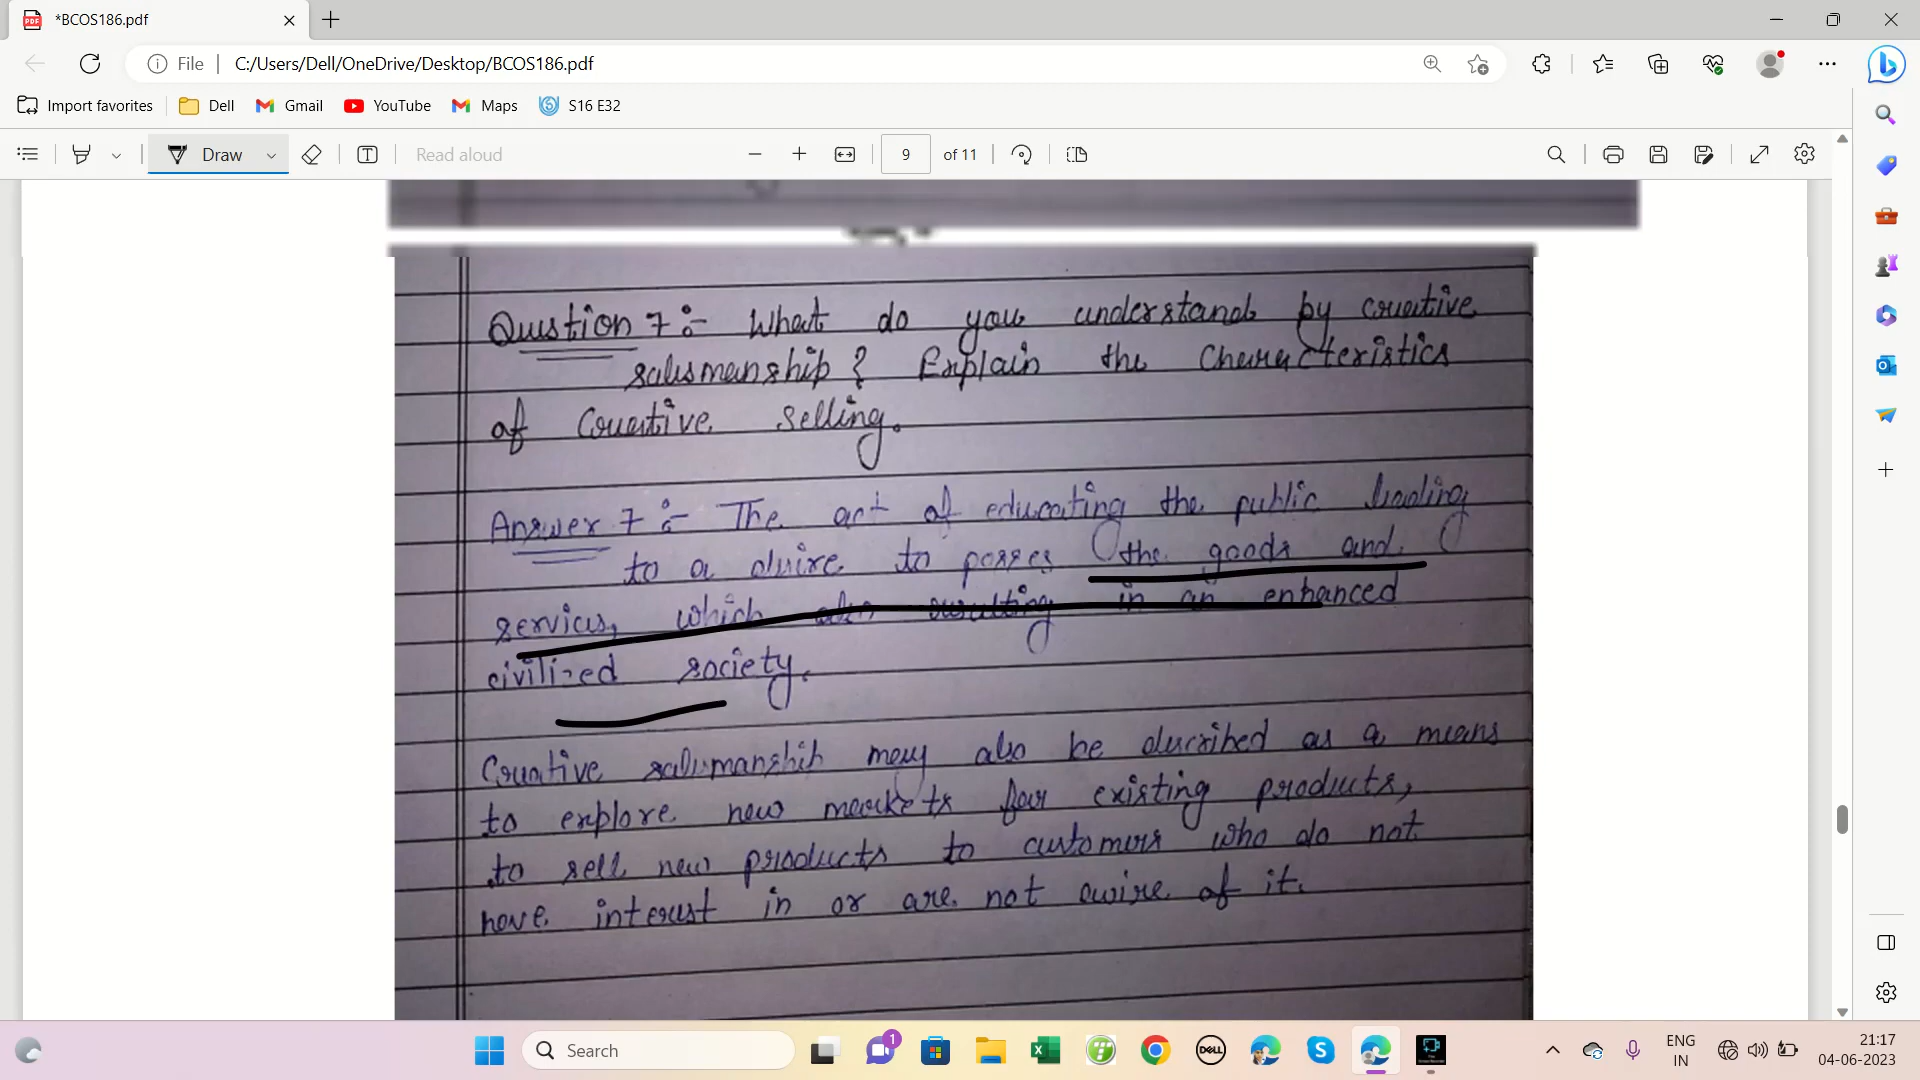 *BCOS186.pdf
File C:/Users/Dell/OneDrive/Desktop/BCOS186.pdf
Import favorites Dell Gmail YouTube Maps S16 E32
Draw Read aloud 9 of 11
Question 7 :- What do you understand by creative
salesmanship? Explain the characteristics
of Creative selling.
Answer 7 :- The art of educating the public leading
to a desire to posses the goods and
services, which also resulting in an enhanced
civilized society.
Creative salesmanship may also be described as a means
to explore new markets for existing products,
to sell new products to customers who do not
have interest in or are not awire of it.
Search
1
DELL
ENG
IN
21:17
04-06-2023